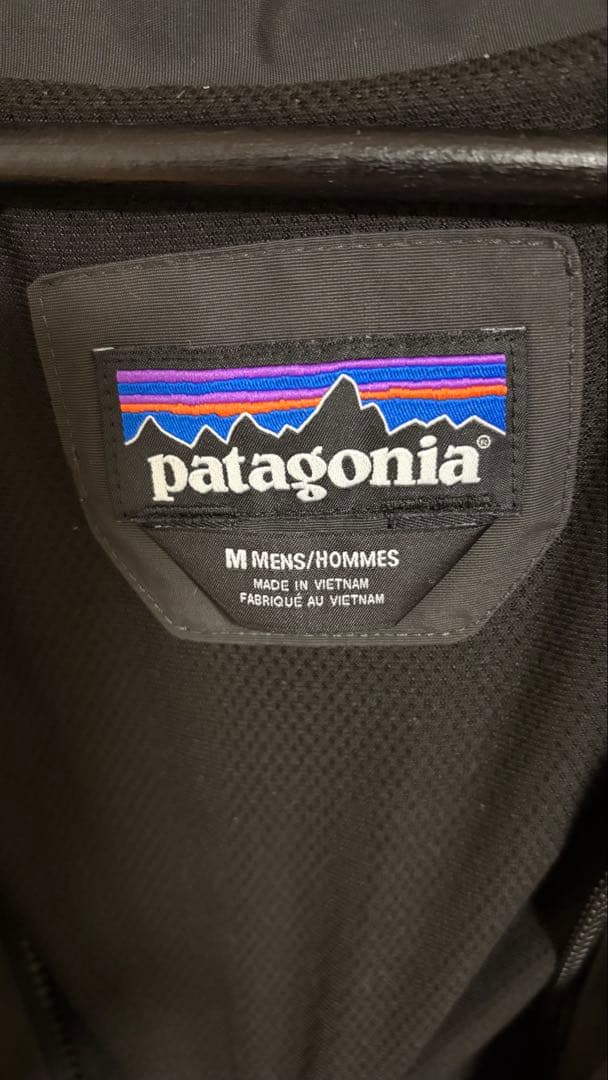 patagonia®
M MENS/HOMMES
MADE IN VIETNAM
FABRIQUÉ AU VIETNAM